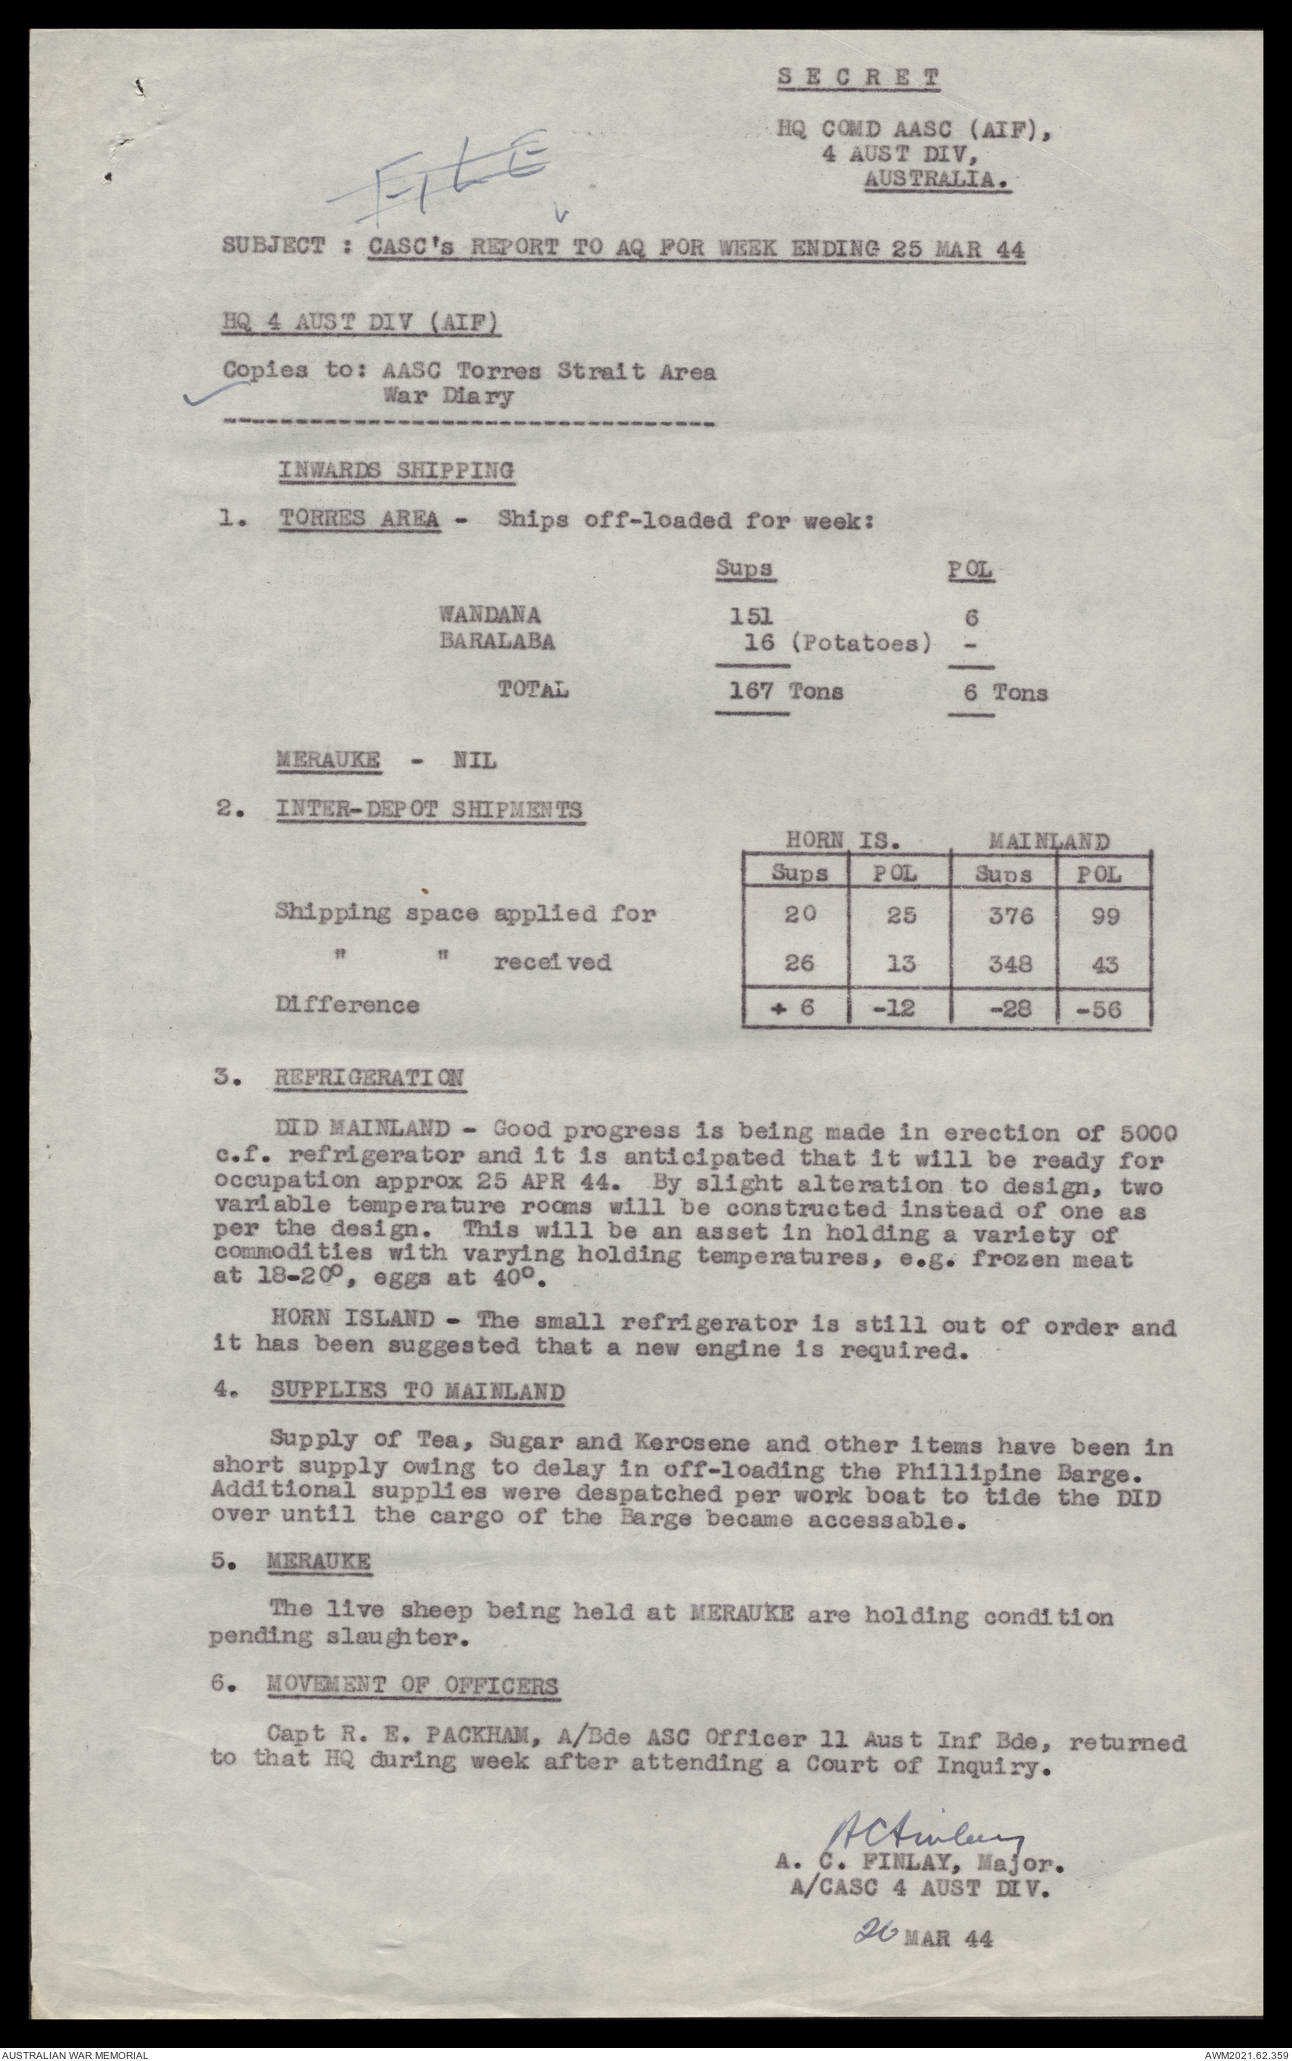 SECRET
HQ COMD AASC (AIF),
4 AUST DIV,
AUSTRALIA.
FILE
SUBJECT : CASC's REPORT TO AQ FOR WEEK ENDING 25 MAR 44
HQ 4 AUST DIV (AIF)
Copies to: AASC Torres Strait Area
War Diary
----------------------------------
INWARDS SHIPPING
1. TORRES AREA - Ships off-loaded for week:
Sups POL
WANDANA 151 6
BARALABA 16 (Potatoes) -
TOTAL 167 Tons 6 Tons
MERAUKE - NIL
2. INTER-DEPOT SHIPMENTS
HORN IS. MAINLAND
Sups POL Sups POL
Shipping space applied for 20 25 376 99
" " received 26 13 348 43
Difference + 6 -12 -28 -56
3. REFRIGERATION
DID MAINLAND - Good progress is being made in erection of 5000
c.f. refrigerator and it is anticipated that it will be ready for
occupation approx 25 APR 44. By slight alteration to design, two
variable temperature rooms will be constructed instead of one as
per the design. This will be an asset in holding a variety of
commodities with varying holding temperatures, e.g. frozen meat
at 18-20°, eggs at 40°.
HORN ISLAND - The small refrigerator is still out of order and
it has been suggested that a new engine is required.
4. SUPPLIES TO MAINLAND
Supply of Tea, Sugar and Kerosene and other items have been in
short supply owing to delay in off-loading the Phillipine Barge.
Additional supplies were despatched per work boat to tide the DID
over until the cargo of the Barge became accessable.
5. MERAUKE
The live sheep being held at MERAUKE are holding condition
pending slaughter.
6. MOVEMENT OF OFFICERS
Capt R. E. PACKHAM, A/Bde ASC Officer 11 Aust Inf Bde, returned
to that HQ during week after attending a Court of Inquiry.
A C Finlay
A. C. FINLAY, Major.
A/CASC 4 AUST DIV.
26 MAR 44
AUSTRALIAN WAR MEMORIAL AWM2021.62.359